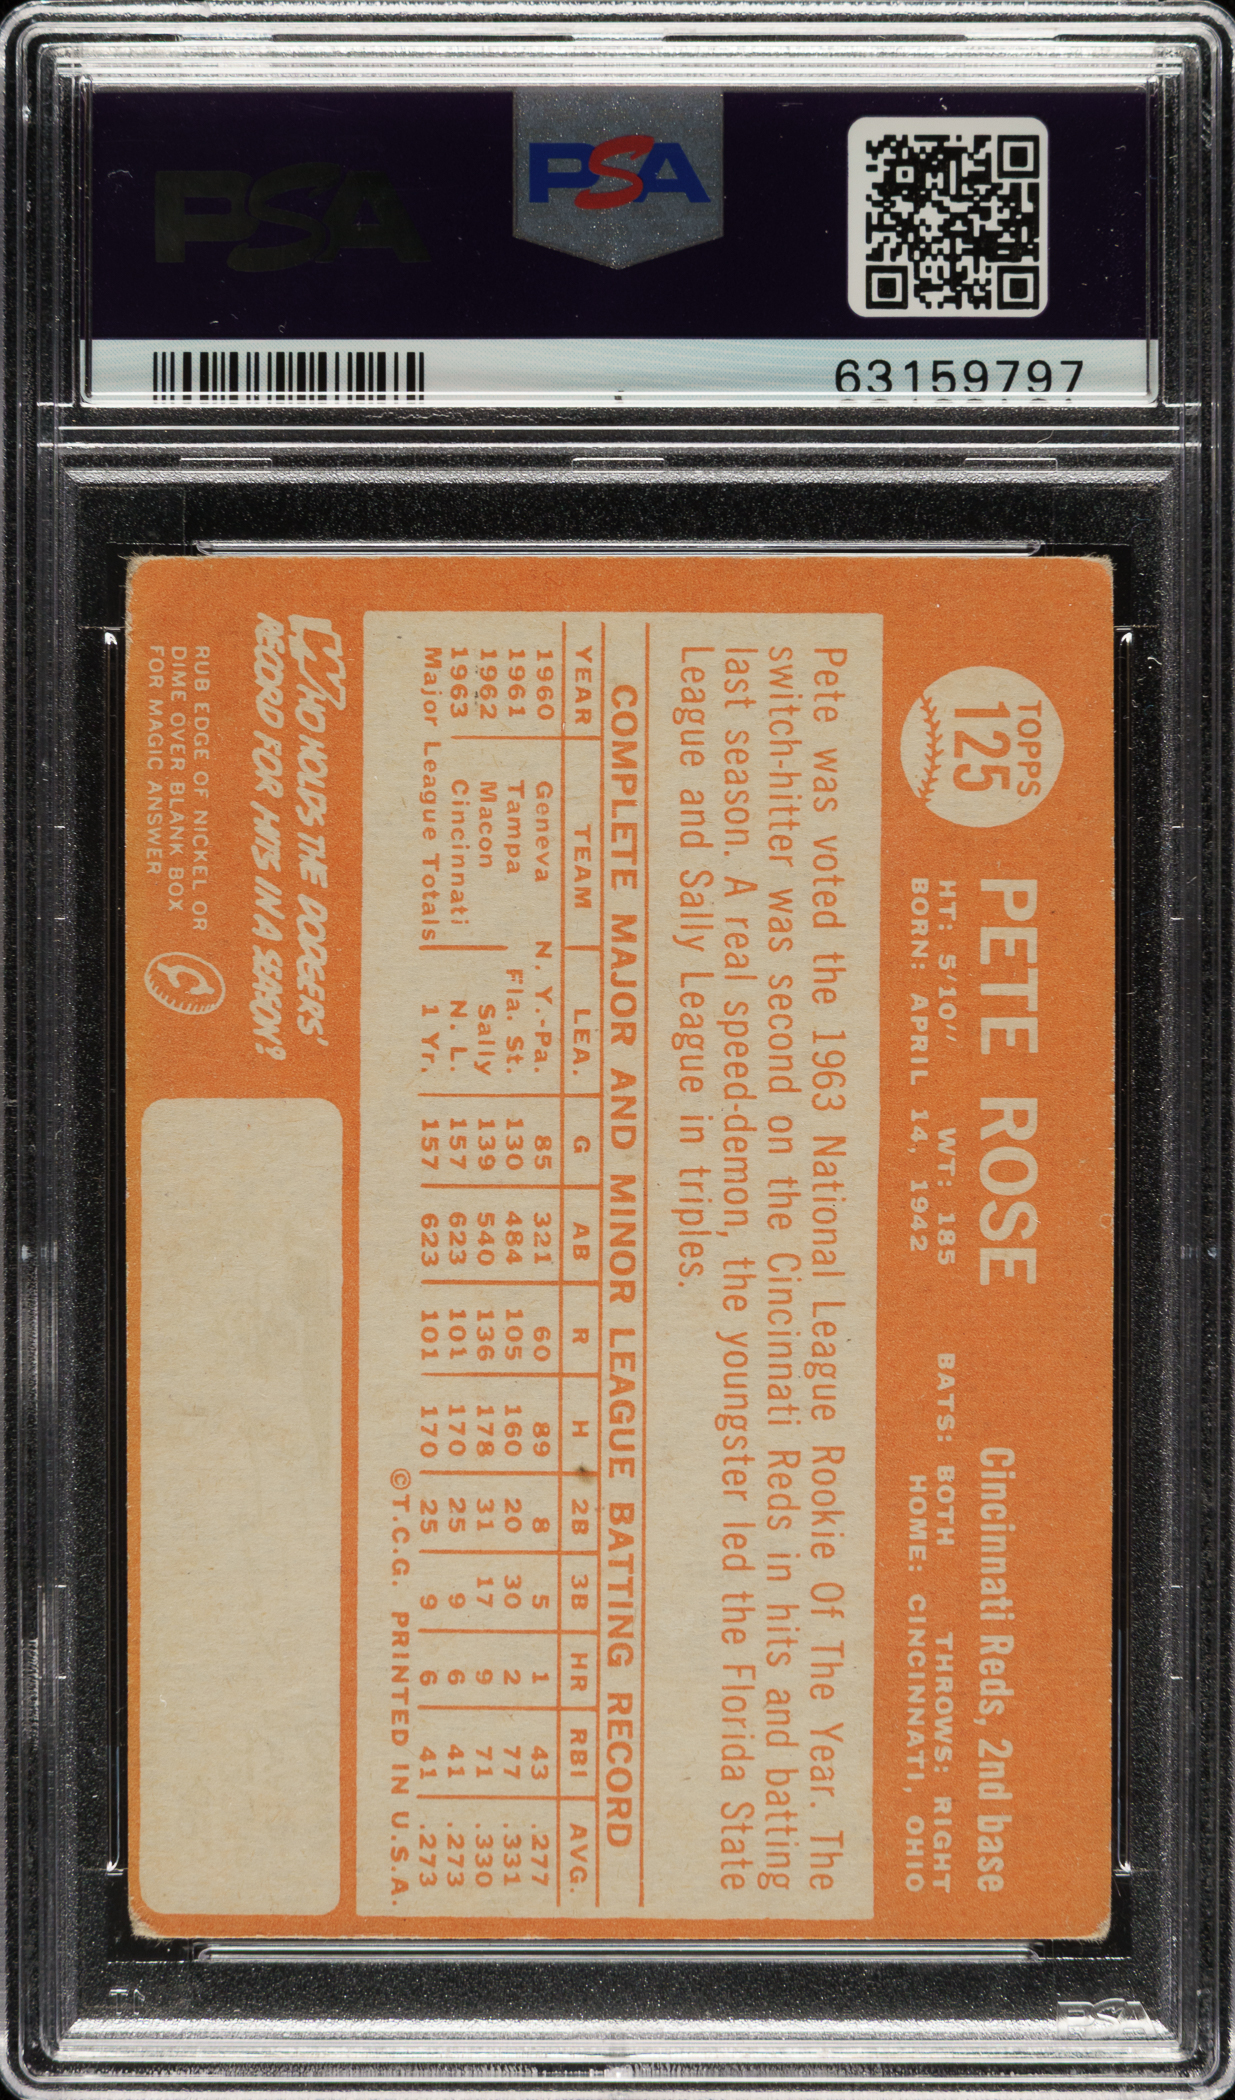 PSA
PSA
63159797
TOPPS
125
PETE ROSE
Cincinnati Reds, 2nd base
HT: 5'10" WT: 185 BATS: BOTH THROWS: RIGHT
BORN: APRIL 14, 1942 HOME: CINCINNATI, OHIO
Pete was voted the 1963 National League Rookie Of The Year. The
switch-hitter was second on the Cincinnati Reds in hits and batting
last season. A real speed-demon, the youngster led the Florida State
League and Sally League in triples.
COMPLETE MAJOR AND MINOR LEAGUE BATTING RECORD
YEAR TEAM LEA. G AB R H 2B 3B HR RBI AVG.
1960 Geneva N. Y.-Pa. 85 321 60 89 8 5 1 43 .277
1961 Tampa Fla. St. 130 484 105 160 20 30 2 77 .331
1962 Macon Sally 139 540 136 178 31 17 9 71 .330
1963 Cincinnati N. L. 157 623 101 170 25 9 6 41 .273
Major League Totals 1 Yr. 157 623 101 170 25 9 6 41 .273
©T.C.G. PRINTED IN U.S.A.
WHO HOLDS THE DODGERS'
RECORD FOR HITS IN A SEASON?
RUB EDGE OF NICKEL OR
DIME OVER BLANK BOX
FOR MAGIC ANSWER
PSA